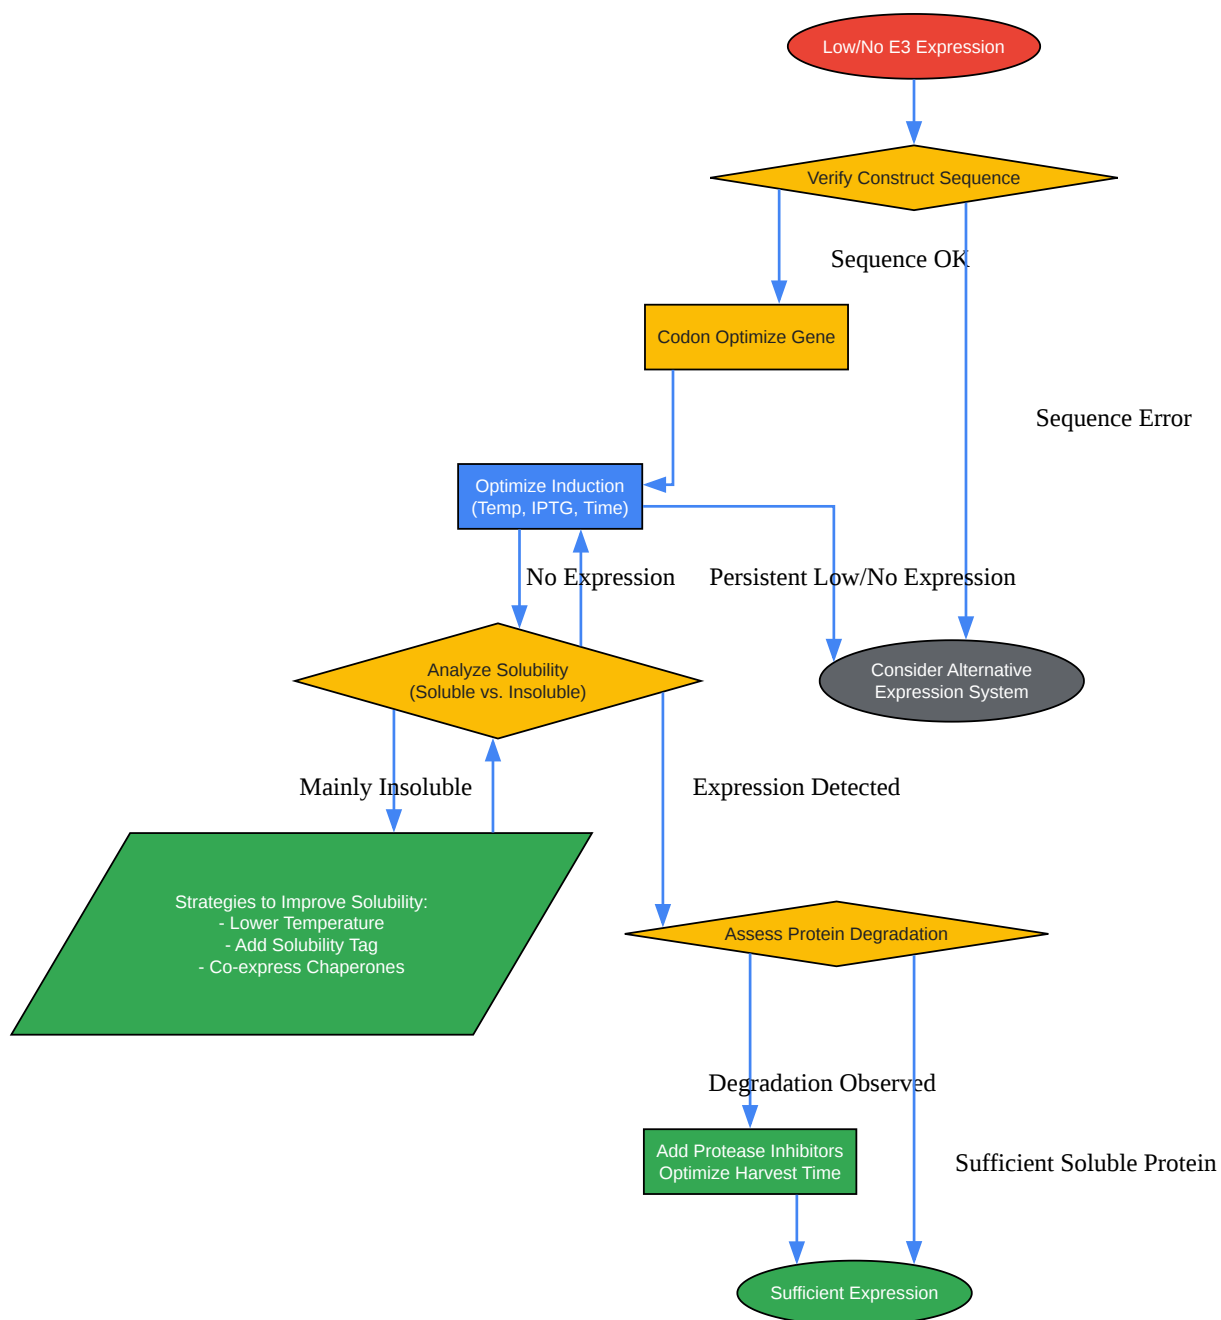 Low/No E3 Expression
Verify Construct Sequence
Sequence OK
Codon Optimize Gene
Sequence Error
Optimize Induction
(Temp, IPTG, Time)
No Expression
Persistent Low/No Expression
Analyze Solubility
(Soluble vs. Insoluble)
Consider Alternative
Expression System
Mainly Insoluble
Expression Detected
Strategies to Improve Solubility:
- Lower Temperature
- Add Solubility Tag
- Co-express Chaperones
Assess Protein Degradation
Degradation Observed
Add Protease Inhibitors
Optimize Harvest Time
Sufficient Soluble Protein
Sufficient Expression